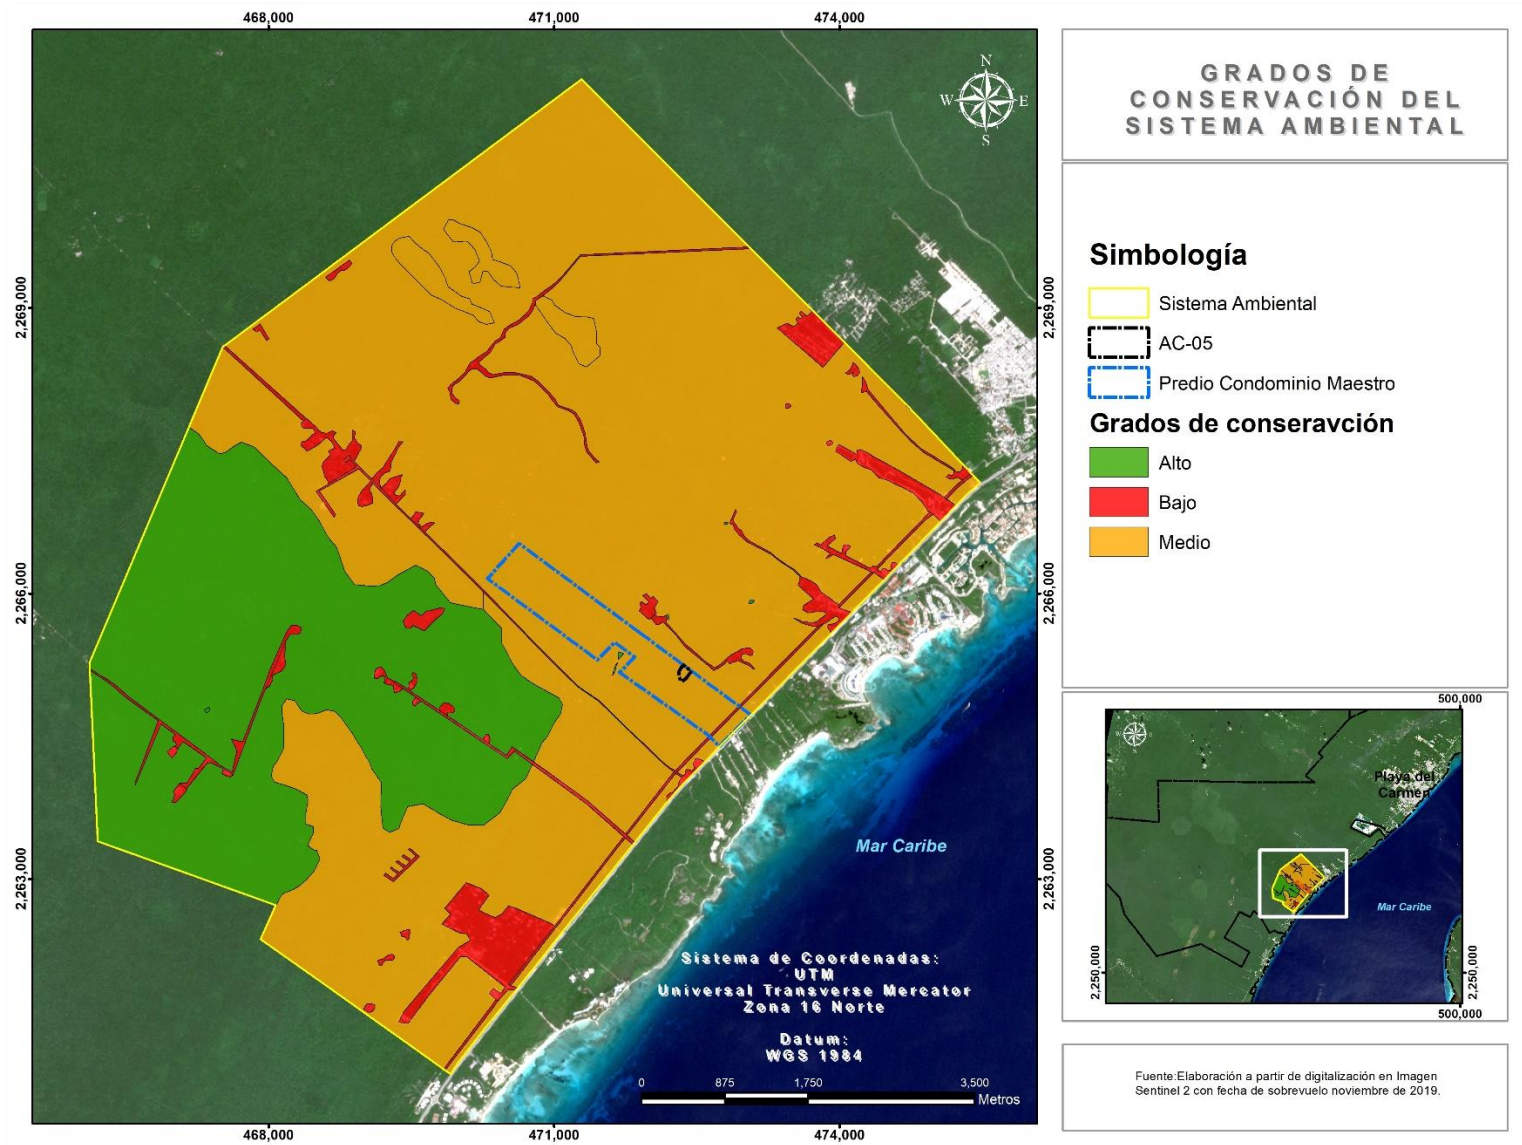 468,000
471,000
474,000
GRADOS DE
CONSERVACIÓN DEL
SISTEMA AMBIENTAL
N
W
E
S
2,269,000
2,266,000
2,263,000
2,269,000
2,266,000
2,263,000
Simbología
Sistema Ambiental
AC-05
Predio Condominio Maestro
Grados de conseravción
Alto
Bajo
Medio
Mar Caribe
Sistema de Coordenadas:
UTM
Universal Transverse Mercator
Zona 16 Norte
Datum:
WGS 1984
0
875
1,750
3,500
Metros
468,000
471,000
474,000
500,000
Playa del
Carmen
Mar Caribe
2,250,000
2,250,000
500,000
Fuente:Elaboración a partir de digitalización en Imagen
Sentinel 2 con fecha de sobrevuelo noviembre de 2019.